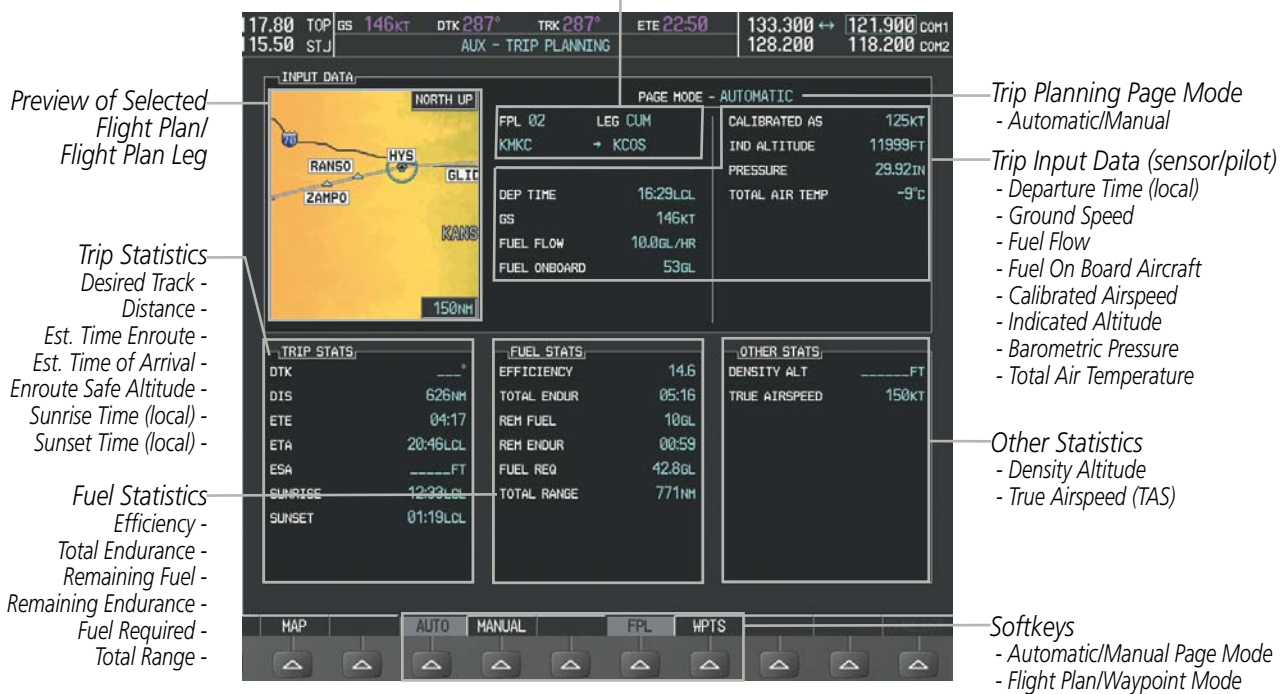 117.80 TOP GS 146KT DTK 287° TRK 287° ETE 22:50 133.300 ↔ 121.900 COM1
115.50 STJ AUX - TRIP PLANNING 128.200 118.200 COM2
INPUT DATA
NORTH UP
70
RANSO
HYS
GLID
ZAMPO
KANS
150NM
PAGE MODE - AUTOMATIC
FPL 02 LEG CUM
KMKC → KCOS
DEP TIME 16:29LCL
GS 146KT
FUEL FLOW 10.0GL/HR
FUEL ONBOARD 53GL
CALIBRATED AS 125KT
IND ALTITUDE 11999FT
PRESSURE 29.92IN
TOTAL AIR TEMP -9°C
TRIP STATS
DTK ___°
DIS 626NM
ETE 04:17
ETA 20:46LCL
ESA _____FT
SUNRISE 12:33LCL
SUNSET 01:19LCL
FUEL STATS
EFFICIENCY 14.6
TOTAL ENDUR 05:16
REM FUEL 10GL
REM ENDUR 00:59
FUEL REQ 42.8GL
TOTAL RANGE 771NM
OTHER STATS
DENSITY ALT ______FT
TRUE AIRSPEED 150KT
MAP AUTO MANUAL FPL WPTS
Preview of Selected
Flight Plan/
Flight Plan Leg
Trip Statistics
Desired Track -
Distance -
Est. Time Enroute -
Est. Time of Arrival -
Enroute Safe Altitude -
Sunrise Time (local) -
Sunset Time (local) -
Fuel Statistics
Efficiency -
Total Endurance -
Remaining Fuel -
Remaining Endurance -
Fuel Required -
Total Range -
Trip Planning Page Mode
- Automatic/Manual
Trip Input Data (sensor/pilot)
- Departure Time (local)
- Ground Speed
- Fuel Flow
- Fuel On Board Aircraft
- Calibrated Airspeed
- Indicated Altitude
- Barometric Pressure
- Total Air Temperature
Other Statistics
- Density Altitude
- True Airspeed (TAS)
Softkeys
- Automatic/Manual Page Mode
- Flight Plan/Waypoint Mode